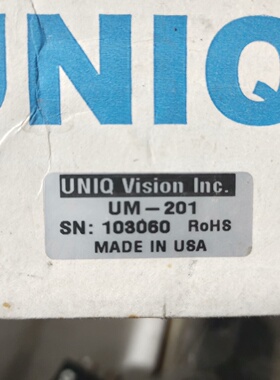 UNIQ
UNIQ Vision Inc.
UM-201
SN: 103060 RoHS
MADE IN USA